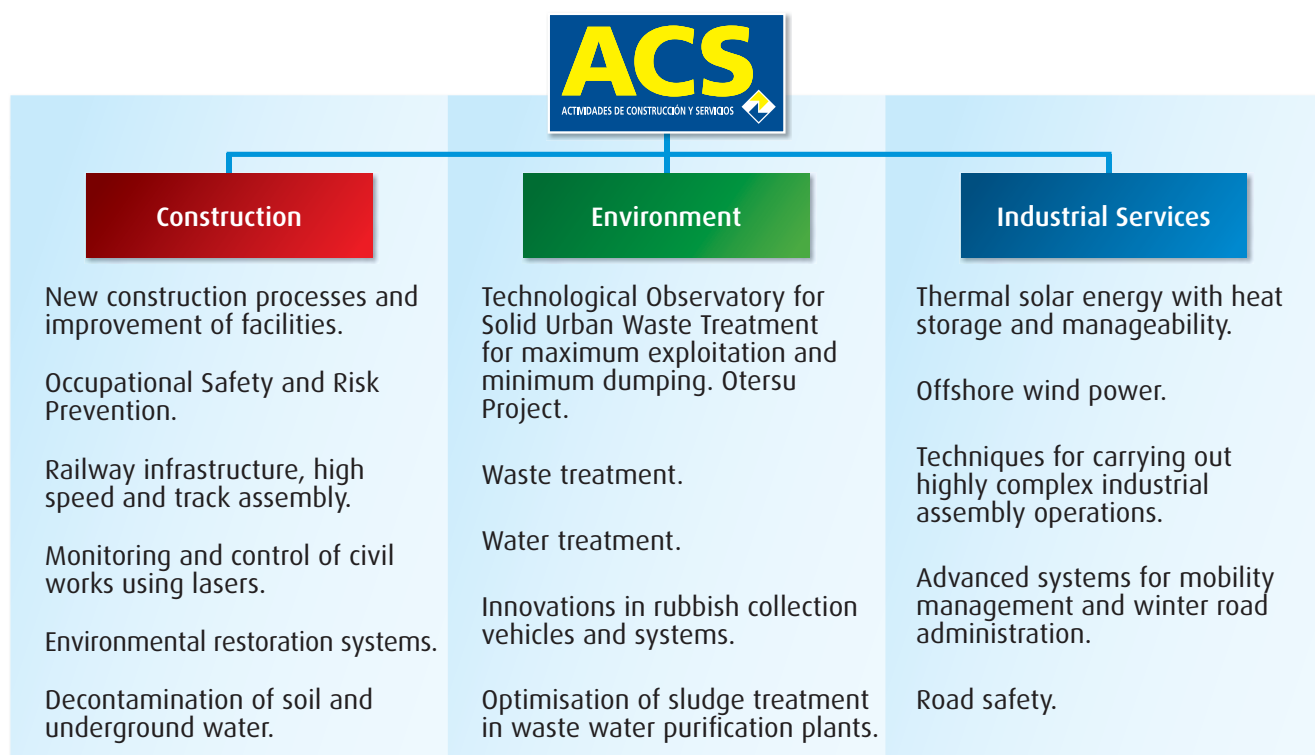 ACS
ACTIVIDADES DE CONSTRUCCIÓN Y SERVICIOS
Construction
New construction processes and
improvement of facilities.
Occupational Safety and Risk
Prevention.
Railway infrastructure, high
speed and track assembly.
Monitoring and control of civil
works using lasers.
Environmental restoration systems.
Decontamination of soil and
underground water.
Environment
Technological Observatory for
Solid Urban Waste Treatment
for maximum exploitation and
minimum dumping. Otersu
Project.
Waste treatment.
Water treatment.
Innovations in rubbish collection
vehicles and systems.
Optimisation of sludge treatment
in waste water purification plants.
Industrial Services
Thermal solar energy with heat
storage and manageability.
Offshore wind power.
Techniques for carrying out
highly complex industrial
assembly operations.
Advanced systems for mobility
management and winter road
administration.
Road safety.